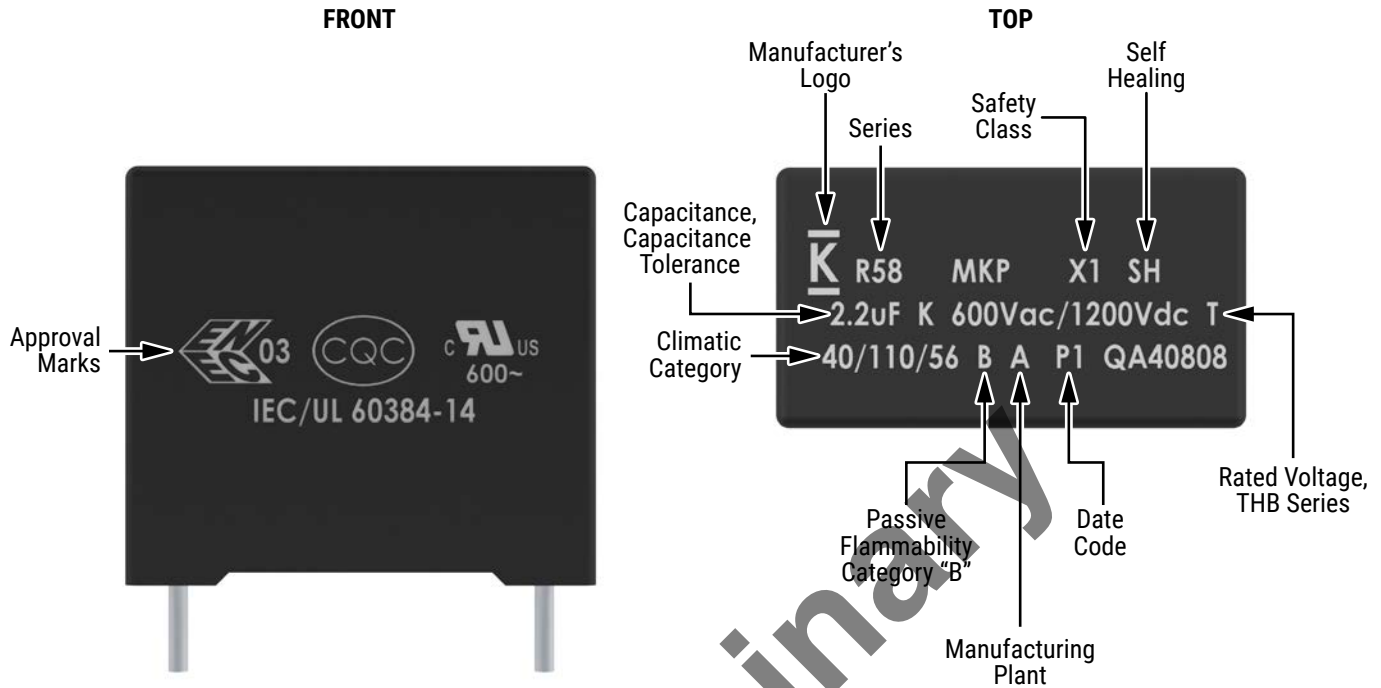 FRONT
TOP
Manufacturer's
Logo
Self
Healing
Safety
Class
Series
Capacitance,
Capacitance
Tolerance
K R58 MKP X1 SH
2.2uF K 600Vac/1200Vdc T
40/110/56 B A P1 QA40808
Climatic
Category
Approval
Marks
03 CQC c RU US
600~
IEC/UL 60384-14
Rated Voltage,
THB Series
Passive
Flammability
Category “B”
Date
Code
Manufacturing
Plant
inary